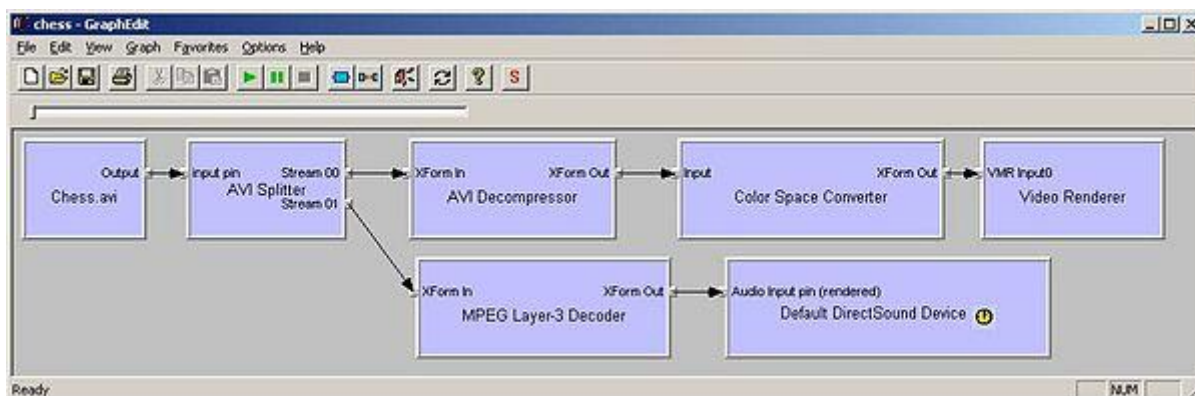 chess - GraphEdit
File Edit View Graph Favorites Options Help
S
Output
Chess.avi
input pin
Stream 00
AVI Splitter
Stream 01
XForm In
XForm Out
AVI Decompressor
Input
XForm Out
Color Space Converter
VMR Input0
Video Renderer
XForm In
XForm Out
MPEG Layer-3 Decoder
Audio Input pin (rendered)
Default DirectSound Device
Ready
NUM